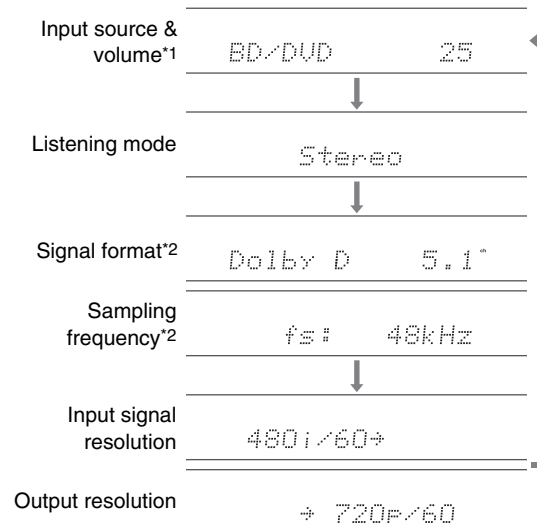 Input source &
volume*1
BD/DVD 25
Listening mode
Stereo
Signal format*2
Dolby D 5.1ch
Sampling
frequency*2
fs: 48kHz
Input signal
resolution
480i/60→
Output resolution
→ 720p/60